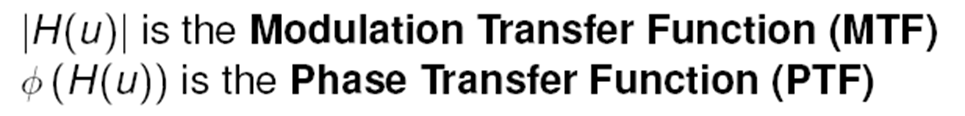 |H(u)| is the Modulation Transfer Function (MTF)
ϕ (H(u)) is the Phase Transfer Function (PTF)